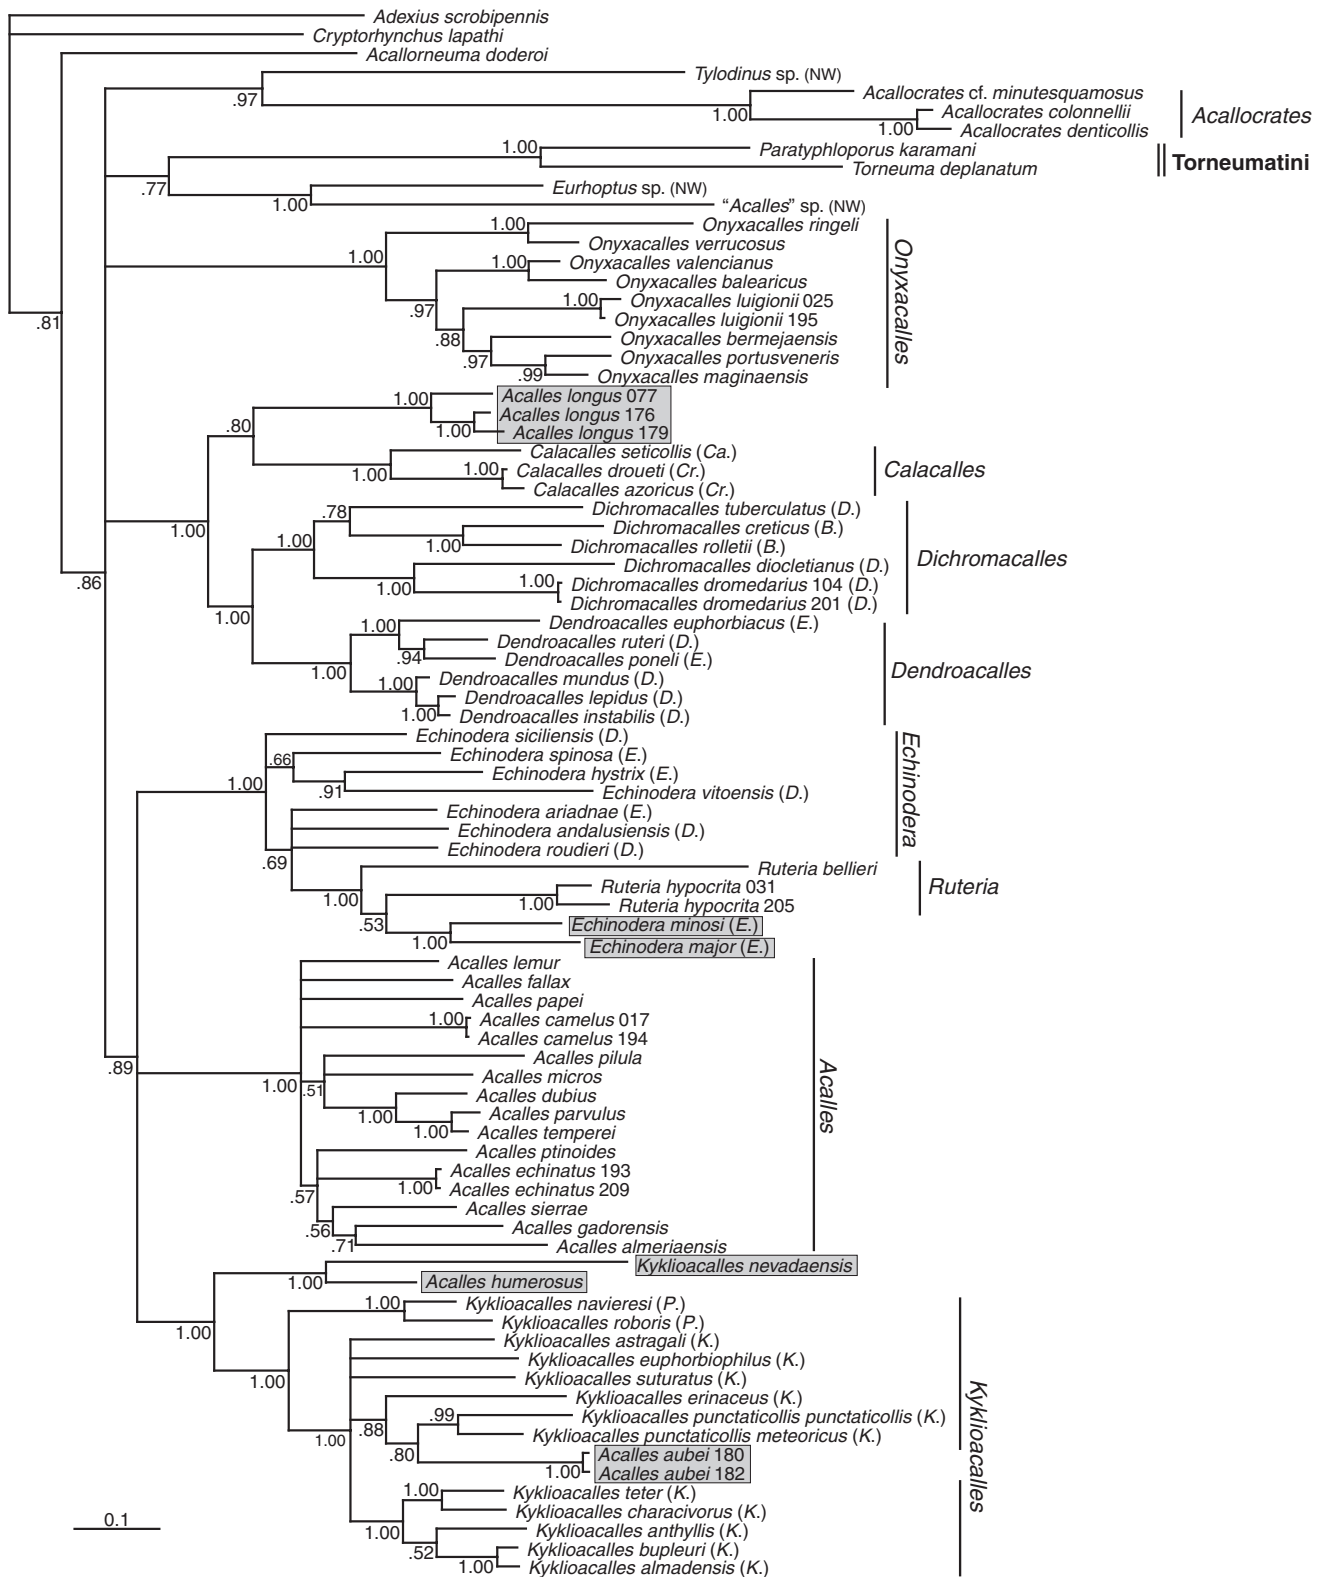 Adexius scrobipennis
Cryptorhynchus lapathi
Acallorneuma doderoi
Tylodinus sp. (NW)
.97
Acallocrates cf. minutesquamosus
1.00
Acallocrates colonnellii
1.00
Acallocrates denticollis
Acallocrates
1.00
Paratyphloporus karamani
Torneuma deplanatum
Torneumatini
.77
Eurhoptus sp. (NW)
1.00
"Acalles" sp. (NW)
1.00
Onyxacalles ringeli
Onyxacalles verrucosus
1.00
1.00
Onyxacalles valencianus
Onyxacalles balearicus
.97
1.00
Onyxacalles luigionii 025
Onyxacalles luigionii 195
.88
Onyxacalles bermejaensis
.97
Onyxacalles portusveneris
.99
Onyxacalles maginaensis
Onyxacalles
.81
1.00
Acalles longus 077
Acalles longus 176
1.00
Acalles longus 179
.80
Calacalles seticollis (Ca.)
1.00
1.00
Calacalles droueti (Cr.)
Calacalles azoricus (Cr.)
Calacalles
1.00
.78
Dichromacalles tuberculatus (D.)
Dichromacalles creticus (B.)
1.00
1.00
Dichromacalles rolletii (B.)
Dichromacalles diocletianus (D.)
1.00
1.00
Dichromacalles dromedarius 104 (D.)
Dichromacalles dromedarius 201 (D.)
Dichromacalles
.86
1.00
1.00
Dendroacalles euphorbiacus (E.)
Dendroacalles ruteri (D.)
.94
Dendroacalles poneli (E.)
1.00
1.00
Dendroacalles mundus (D.)
Dendroacalles lepidus (D.)
1.00
Dendroacalles instabilis (D.)
Dendroacalles
Echinodera siciliensis (D.)
.66
Echinodera spinosa (E.)
Echinodera hystrix (E.)
1.00
.91
Echinodera vitoensis (D.)
Echinodera ariadnae (E.)
Echinodera andalusiensis (D.)
Echinodera roudieri (D.)
Echinodera
.69
Ruteria bellieri
1.00
Ruteria hypocrita 031
1.00
Ruteria hypocrita 205
Ruteria
.53
Echinodera minosi (E.)
1.00
Echinodera major (E.)
Acalles lemur
Acalles fallax
Acalles papei
1.00
Acalles camelus 017
Acalles camelus 194
.89
1.00
Acalles pilula
.51
Acalles micros
Acalles dubius
1.00
Acalles parvulus
1.00
Acalles temperei
Acalles ptinoides
Acalles echinatus 193
1.00
Acalles echinatus 209
.57
Acalles sierrae
.56
Acalles gadorensis
.71
Acalles almeriaensis
Acalles
Kyklioacalles nevadaensis
1.00
Acalles humerosus
1.00
1.00
Kyklioacalles navieresi (P.)
Kyklioacalles roboris (P.)
1.00
Kyklioacalles astragali (K.)
Kyklioacalles euphorbiophilus (K.)
Kyklioacalles suturatus (K.)
Kyklioacalles erinaceus (K.)
1.00
.88
.99
Kyklioacalles punctaticollis punctaticollis (K.)
Kyklioacalles punctaticollis meteoricus (K.)
.80
Acalles aubei 180
1.00
Acalles aubei 182
1.00
Kyklioacalles teter (K.)
Kyklioacalles characivorus (K.)
1.00
Kyklioacalles anthyllis (K.)
.52
Kyklioacalles bupleuri (K.)
1.00
Kyklioacalles almadensis (K.)
Kyklioacalles
0.1